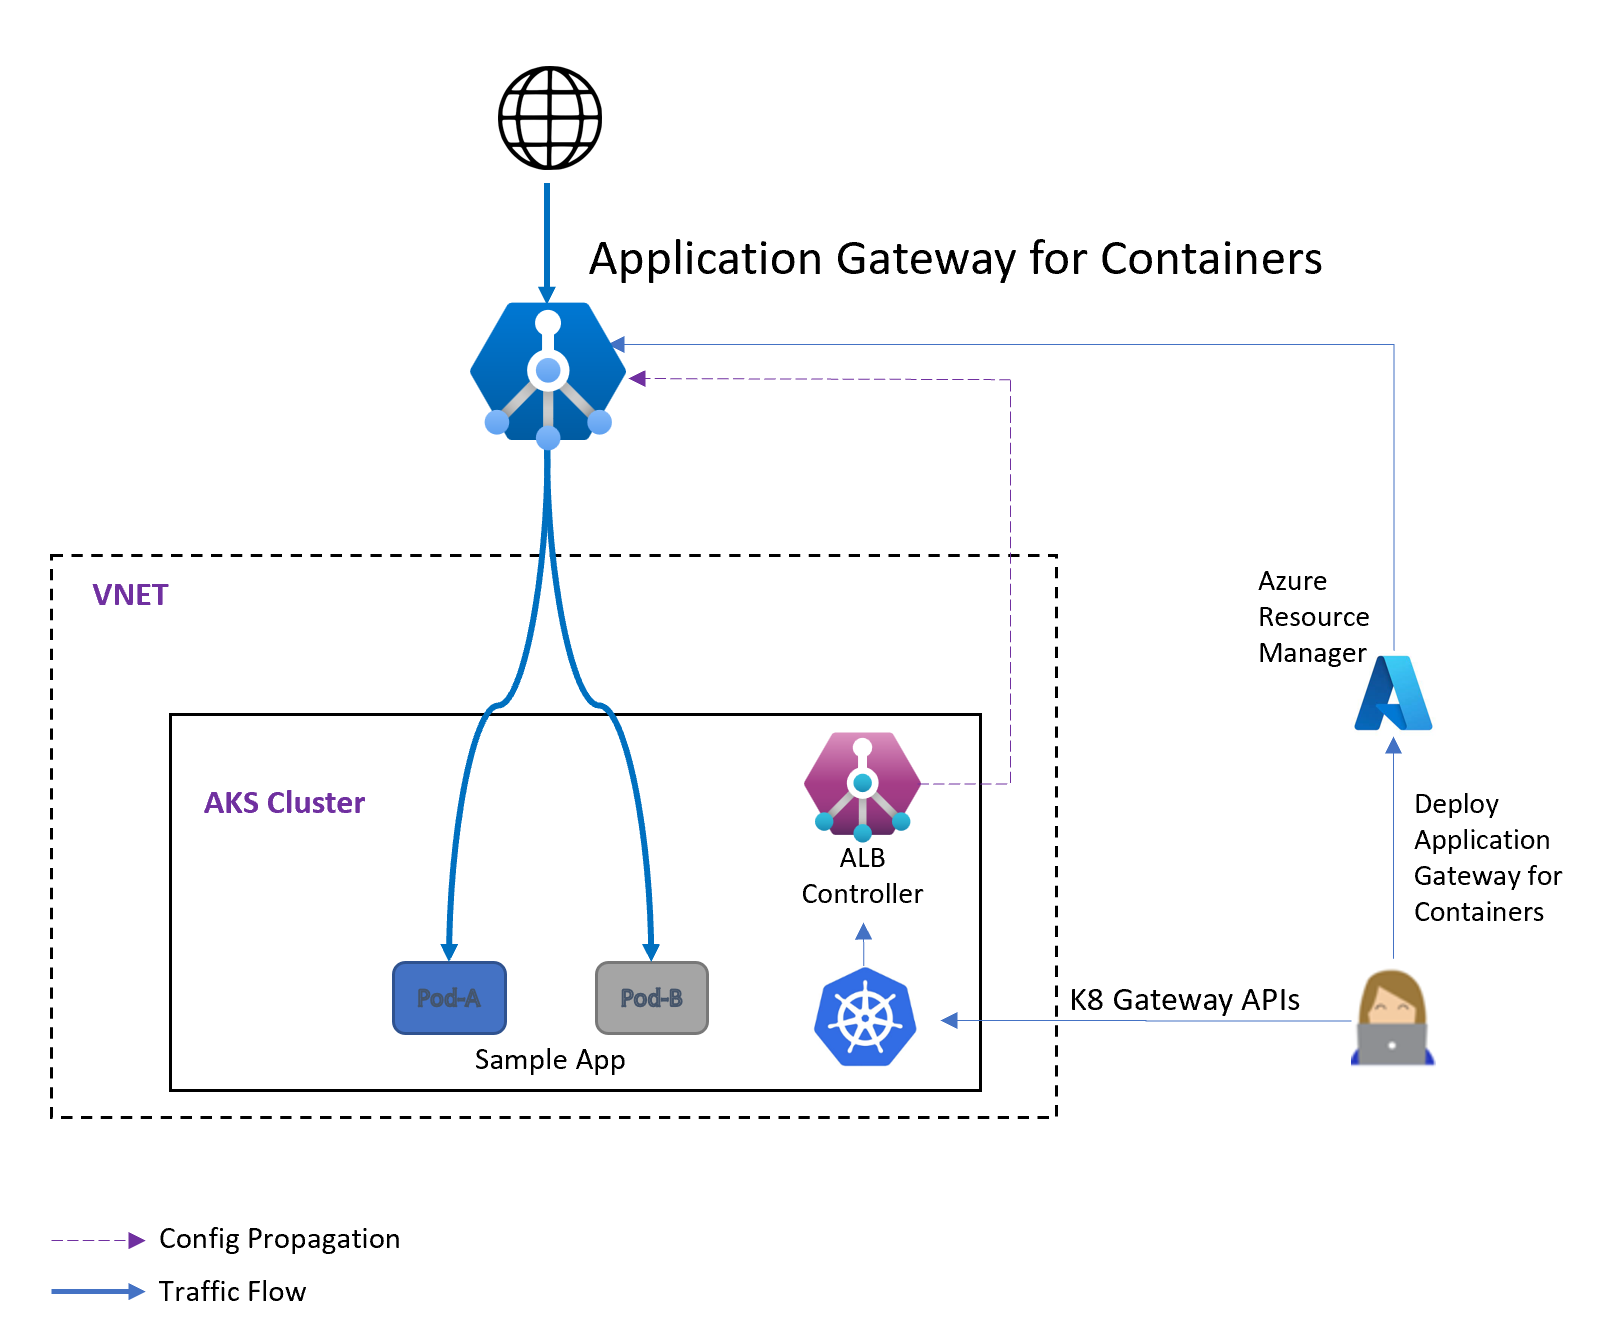 Application Gateway for Containers
VNET
Azure
Resource
Manager
AKS Cluster
ALB
Controller
Deploy
Application
Gateway for
Containers
Pod-A
Pod-B
K8 Gateway APIs
Sample App
Config Propagation
Traffic Flow